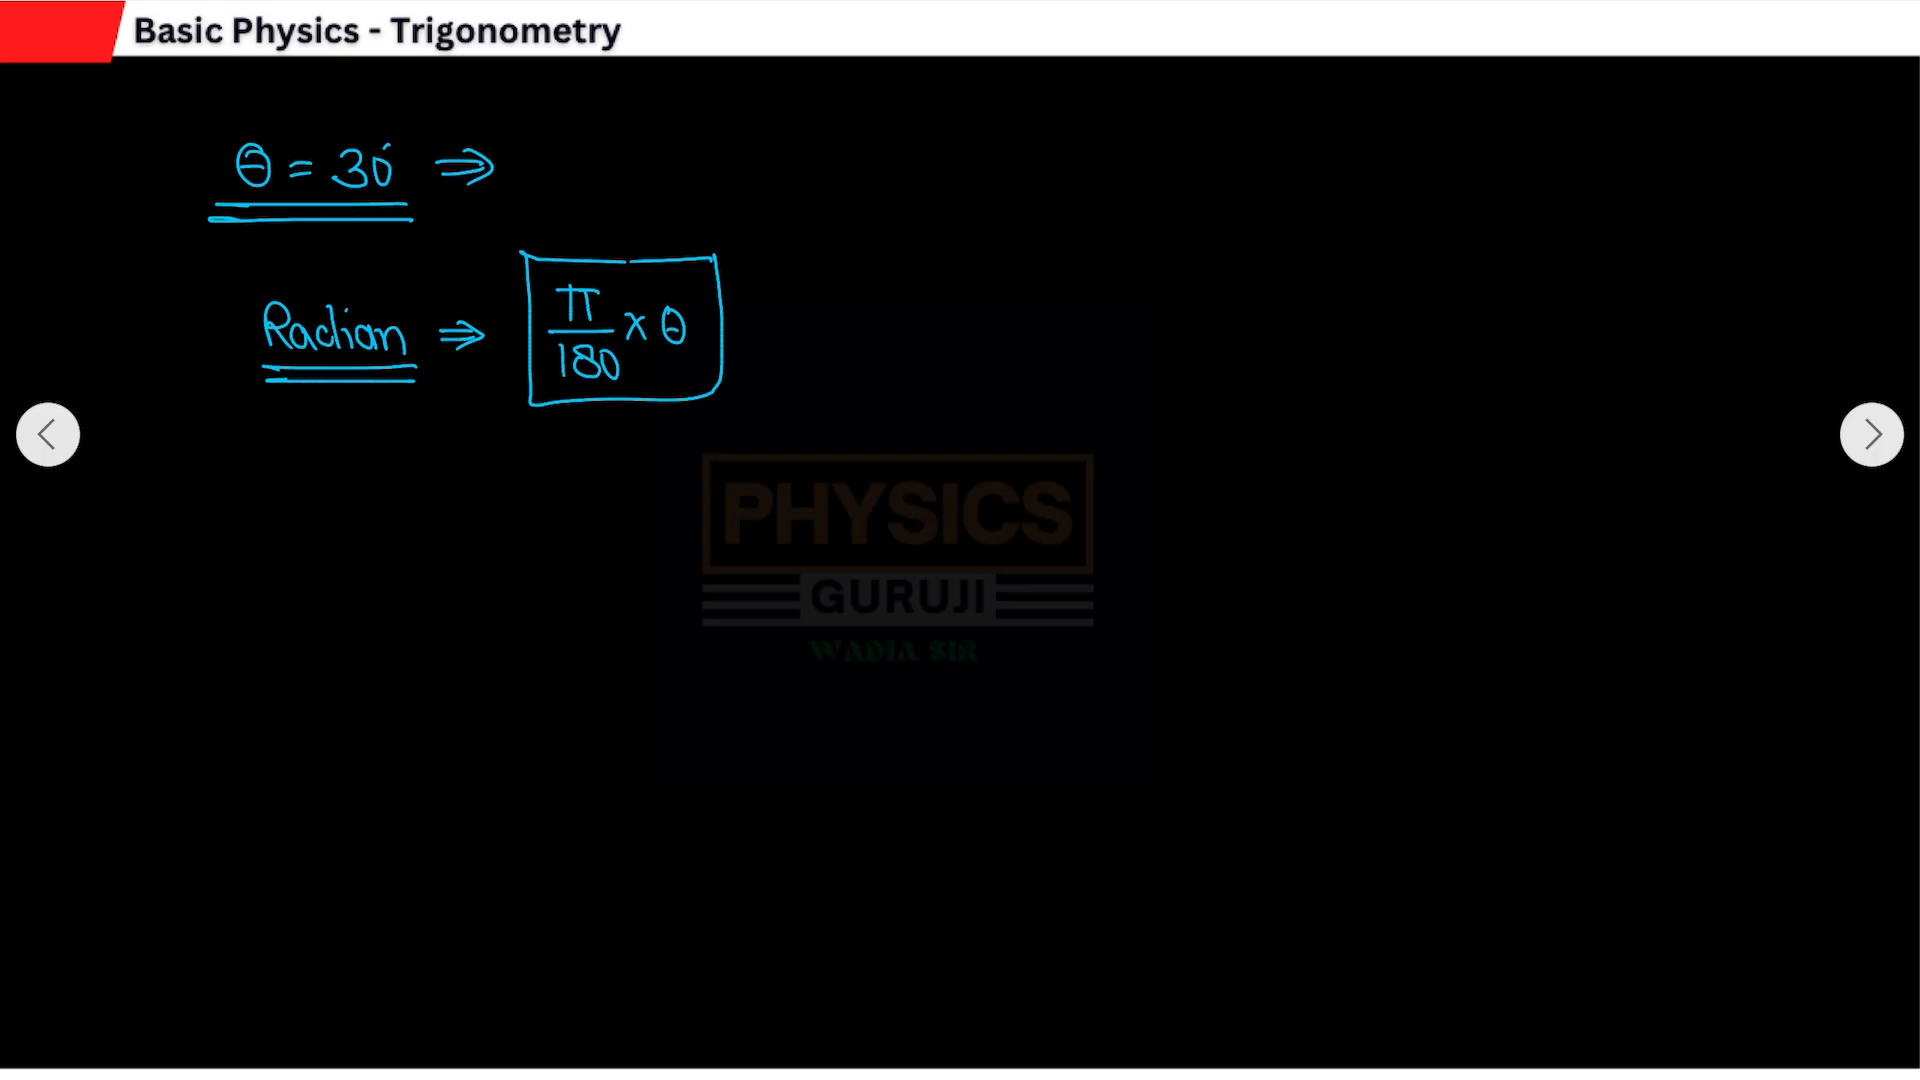 Basic Physics - Trigonometry
θ = 30° ⇒
Radian ⇒ π/180 × θ
PHYSICS
GURUJI
WADIA SIR